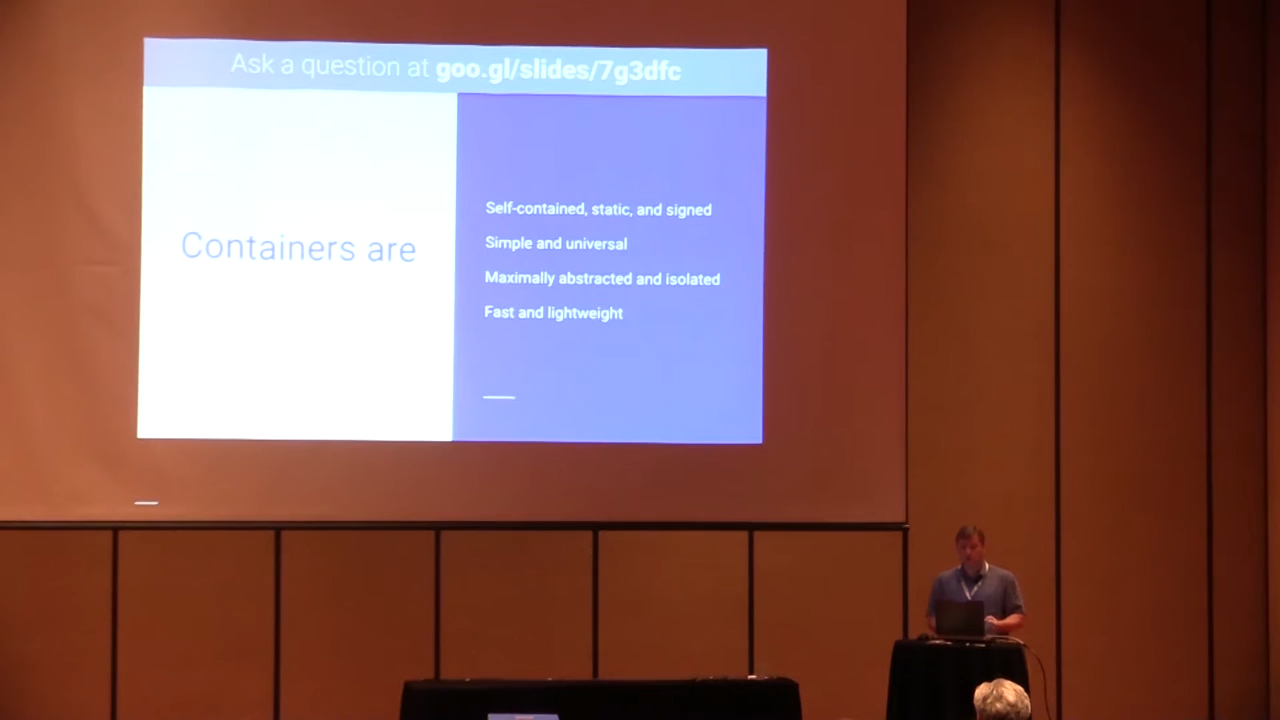 Ask a question at goo.gl/slides/7g3dfc
Containers are
Self-contained, static, and signed
Simple and universal
Maximally abstracted and isolated
Fast and lightweight